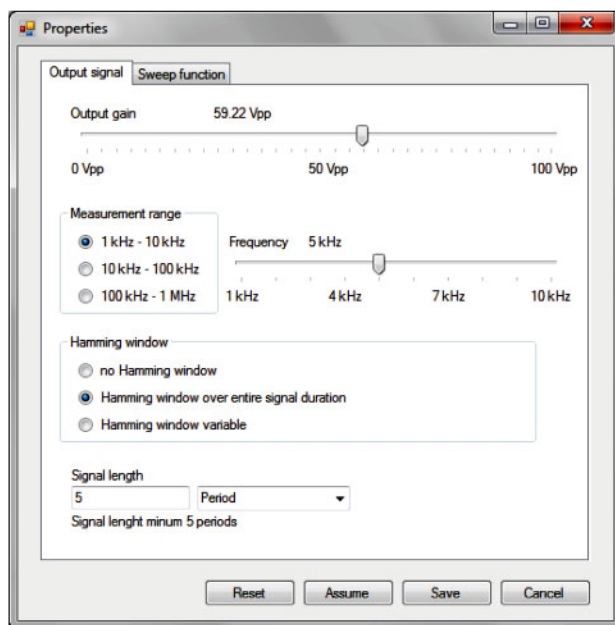 Properties
Output signal Sweep function
Output gain 59.22 Vpp
0 Vpp 50 Vpp 100 Vpp
Measurement range
1 kHz - 10 kHz Frequency 5 kHz
10 kHz - 100 kHz
100 kHz - 1 MHz 1 kHz 4 kHz 7 kHz 10 kHz
Hamming window
no Hamming window
Hamming window over entire signal duration
Hamming window variable
Signal length
5 Period
Signal lenght minum 5 periods
Reset Assume Save Cancel